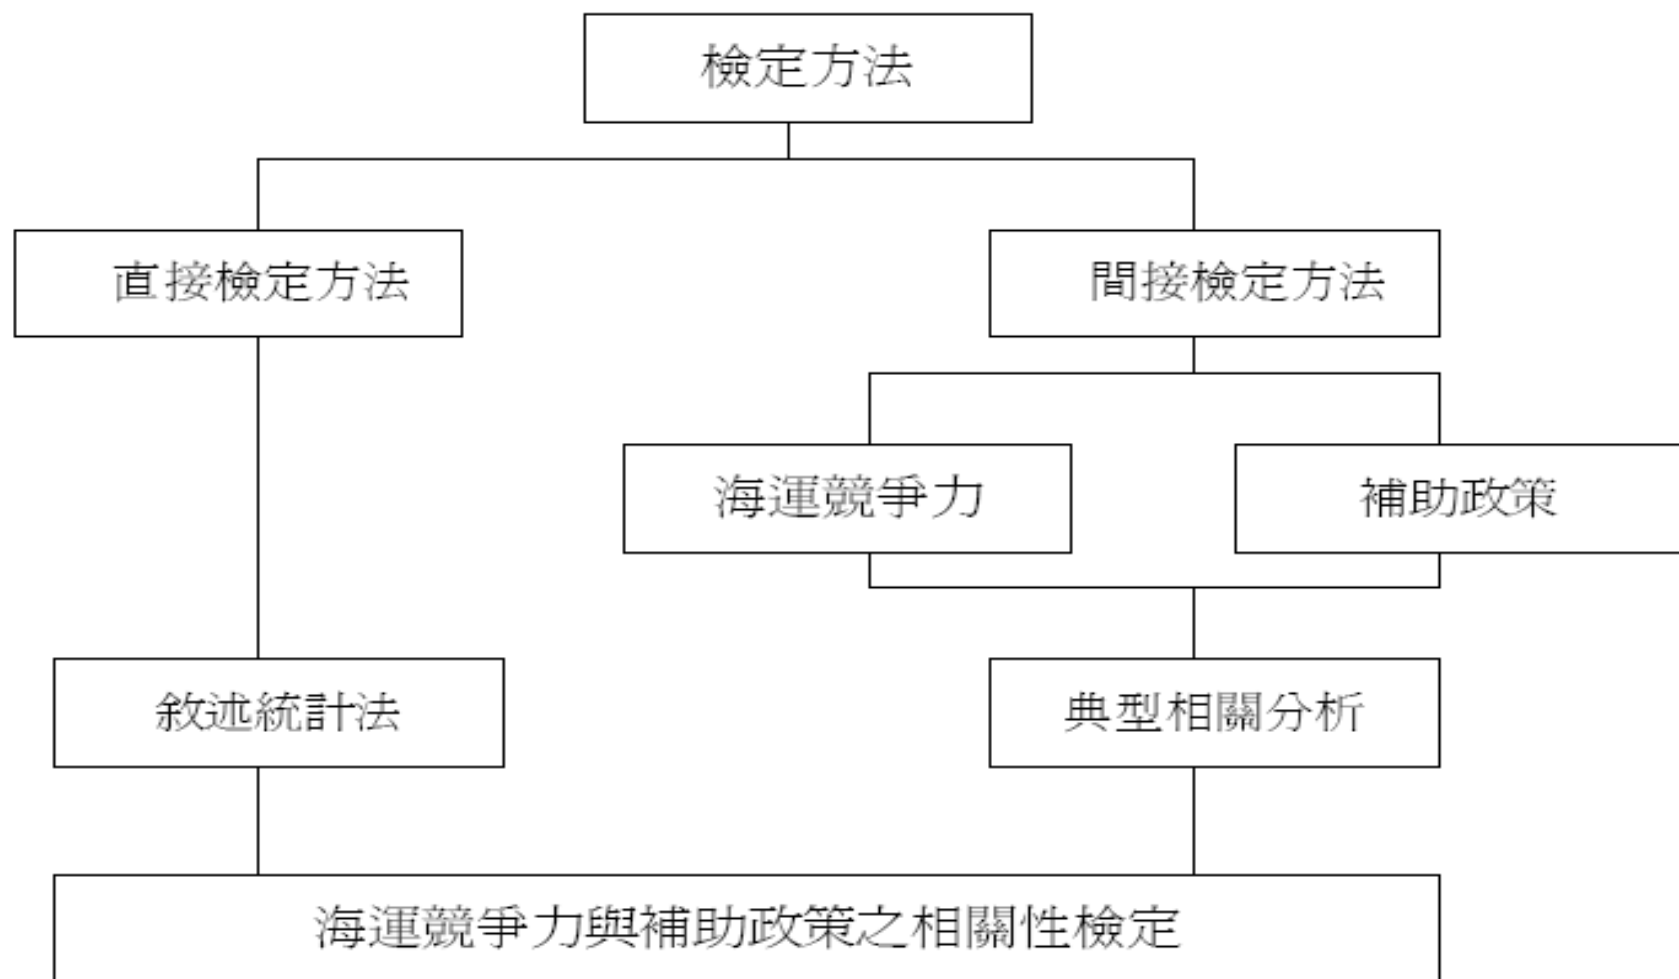 檢定方法
直接檢定方法
間接檢定方法
海運競爭力
補助政策
敘述統計法
典型相關分析
海運競爭力與補助政策之相關性檢定